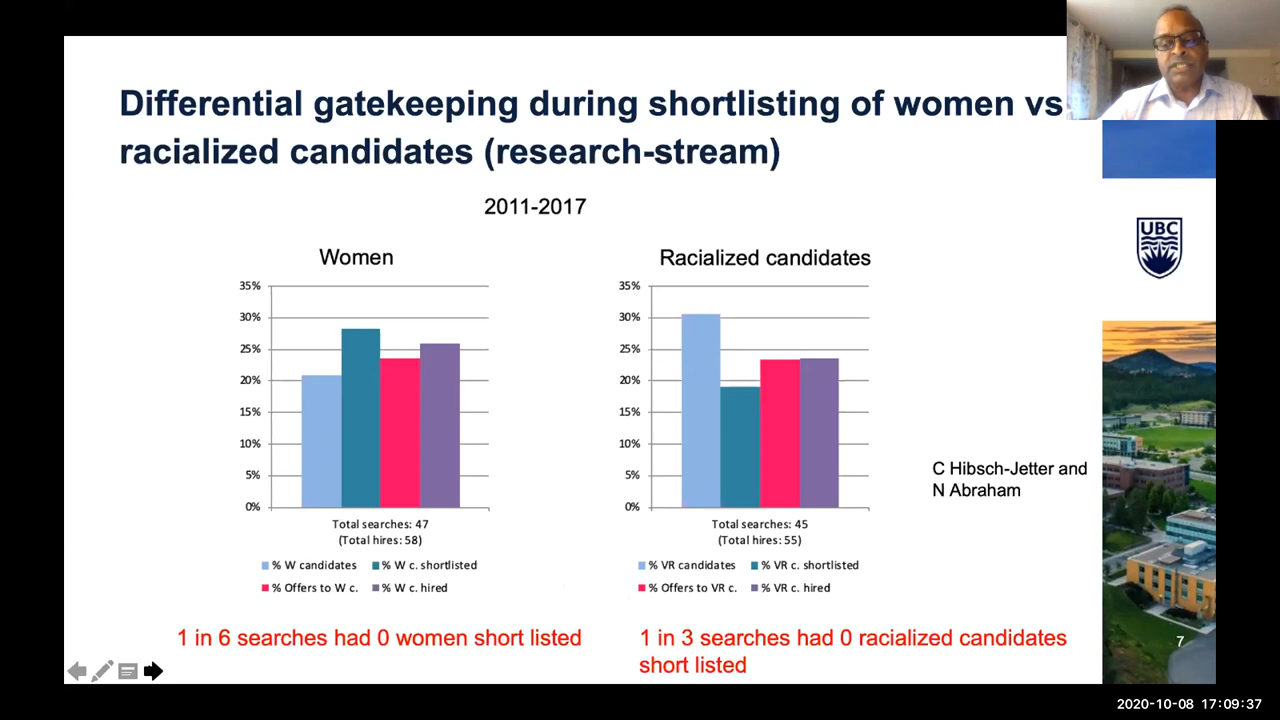 Differential gatekeeping during shortlisting of women vs
racialized candidates (research-stream)
2011-2017
UBC
Women
35%
30%
25%
20%
15%
10%
5%
0%
Total searches: 47
(Total hires: 58)
% W candidates
% W c. shortlisted
% Offers to W c.
% W c. hired
1 in 6 searches had 0 women short listed
Racialized candidates
35%
30%
25%
20%
15%
10%
5%
0%
Total searches: 45
(Total hires: 55)
% VR candidates
% VR c. shortlisted
% Offers to VR c.
% VR c. hired
1 in 3 searches had 0 racialized candidates
short listed
C Hibsch-Jetter and
N Abraham
7
2020-10-08 17:09:37